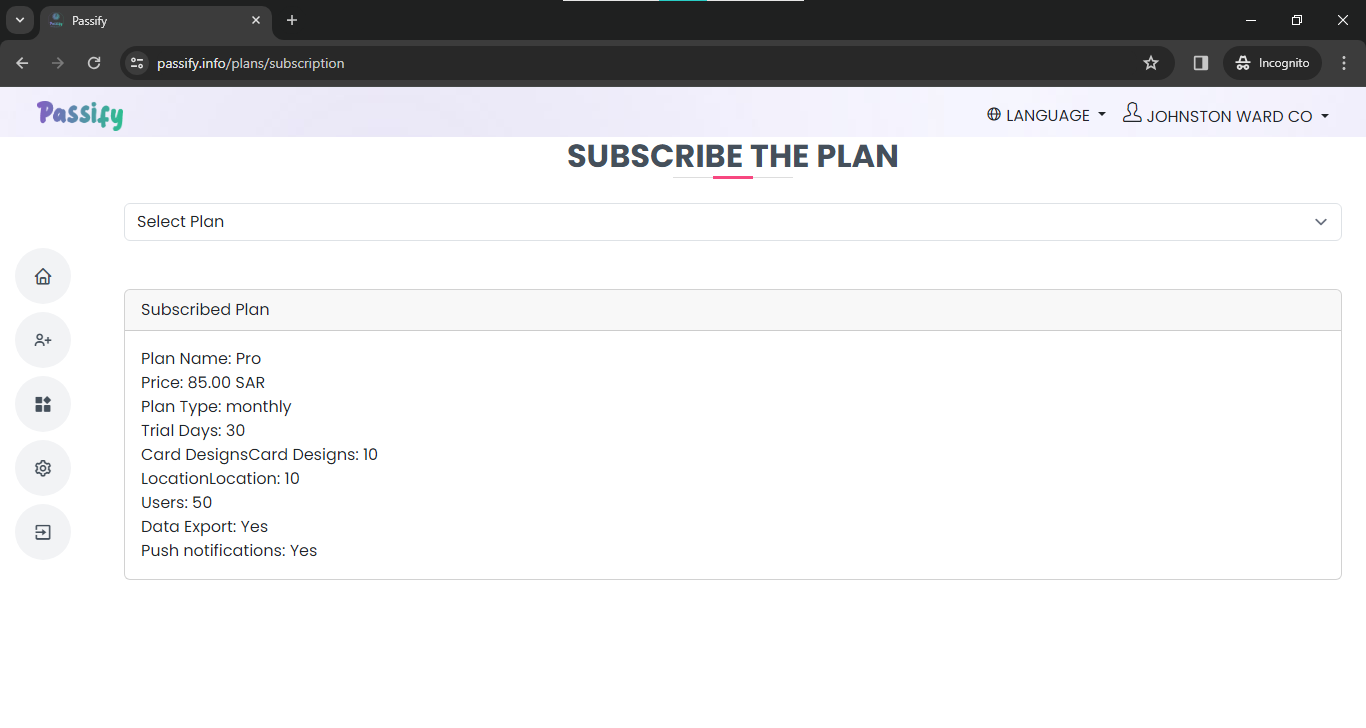 Passify
passify.info/plans/subscription
Incognito
Passify
LANGUAGE
JOHNSTON WARD CO
SUBSCRIBE THE PLAN
Select Plan
Subscribed Plan
Plan Name: Pro
Price: 85.00 SAR
Plan Type: monthly
Trial Days: 30
Card DesignsCard Designs: 10
LocationLocation: 10
Users: 50
Data Export: Yes
Push notifications: Yes